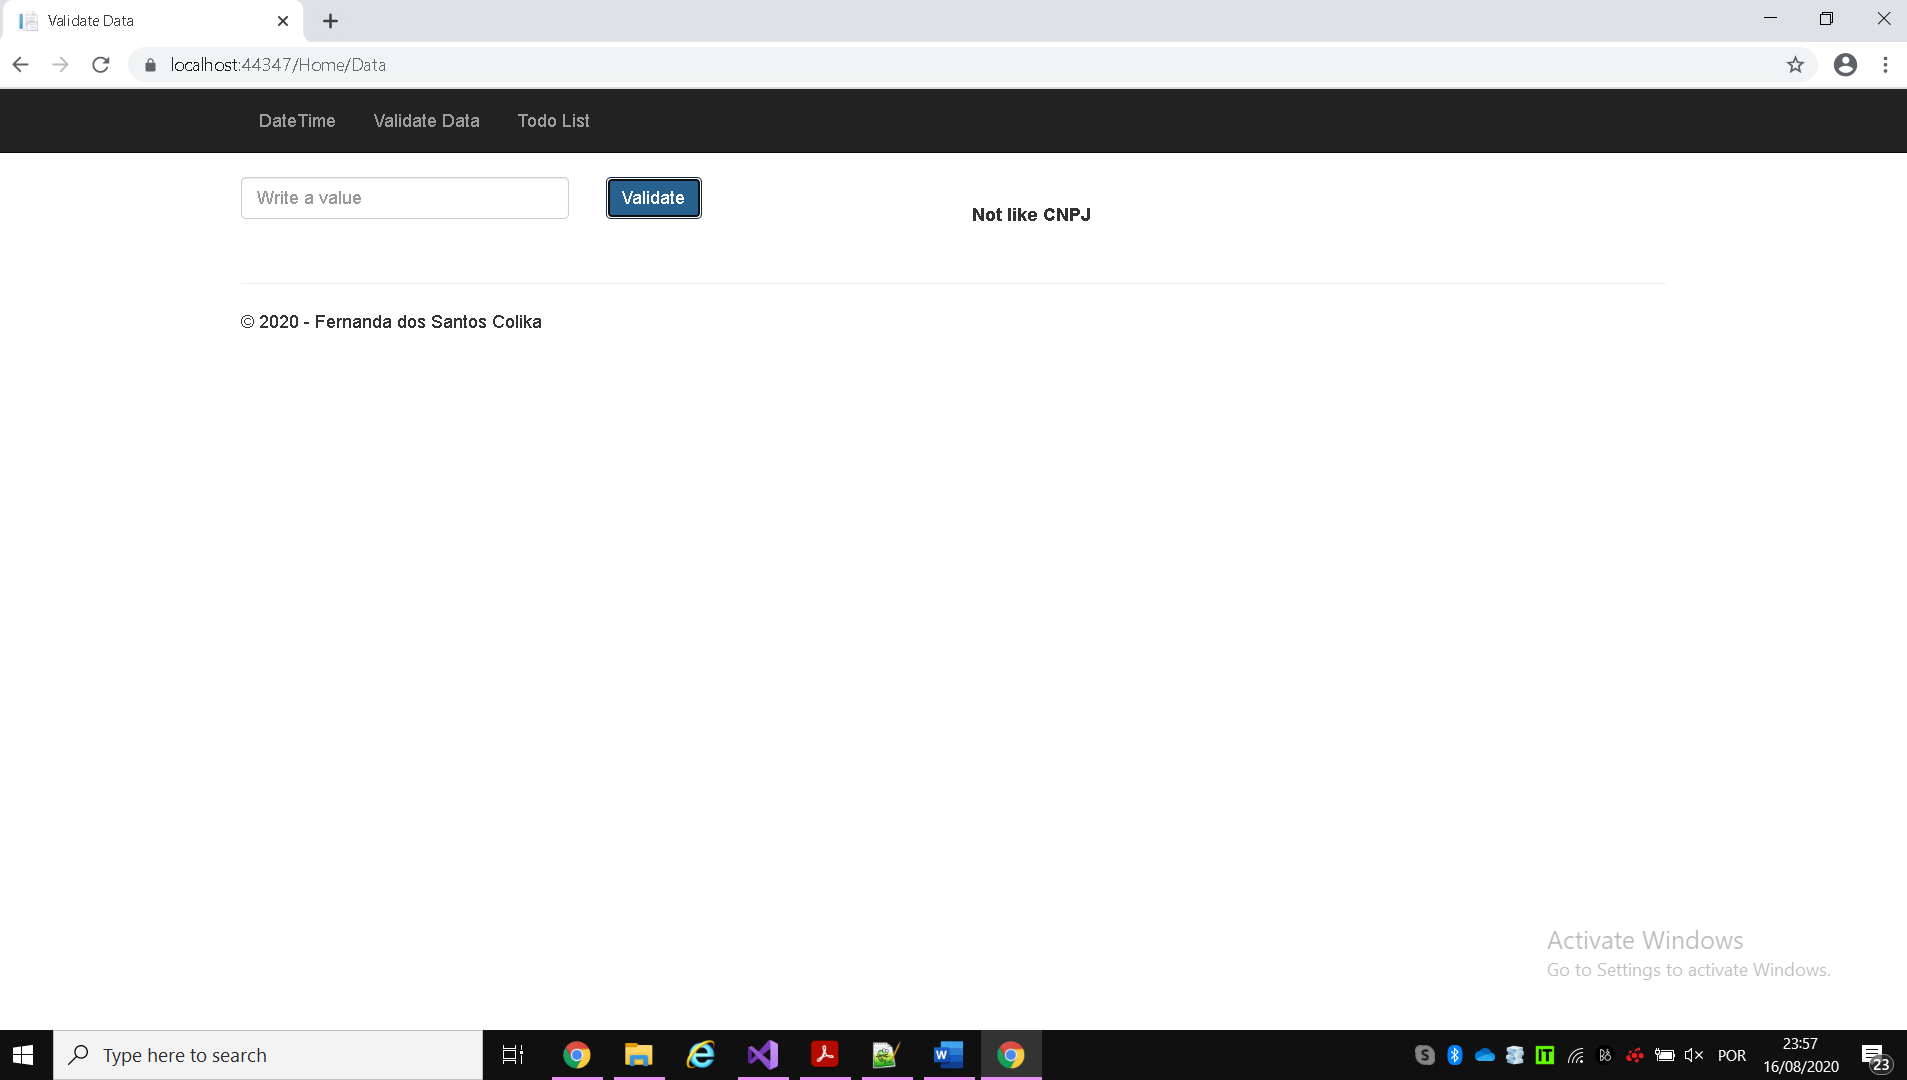 Validate Data
localhost:44347/Home/Data
DateTime Validate Data Todo List
Write a value Validate
Not like CNPJ
© 2020 - Fernanda dos Santos Colika
Activate Windows
Go to Settings to activate Windows.
Type here to search
POR
23:57
16/08/2020
23